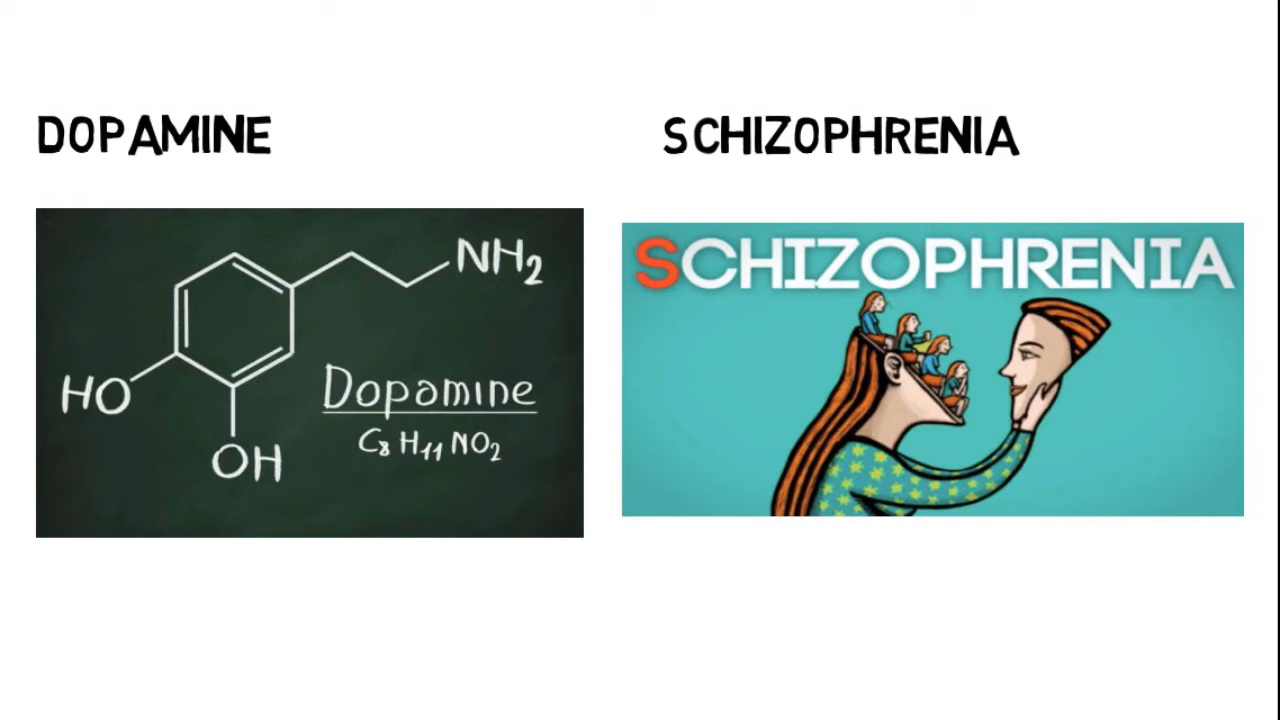 DOPAMINE
SCHIZOPHRENIA
NH₂
HO
OH
Dopamine
C₈H₁₁NO₂
SCHIZOPHRENIA